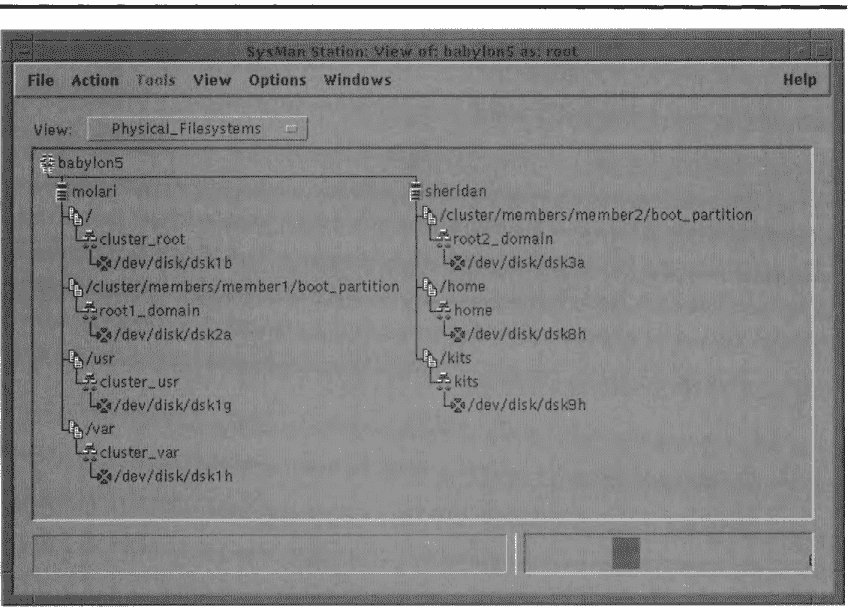 SysMan Station: View of: babylon5 as: root
File Action Tools View Options Windows Help
View: Physical_Filesystems
babylon5
molari
/
cluster_root
/dev/disk/dsk1b
/cluster/members/member1/boot_partition
root1_domain
/dev/disk/dsk2a
/usr
cluster_usr
/dev/disk/dsk1g
/var
cluster_var
/dev/disk/dsk1h
sheridan
/cluster/members/member2/boot_partition
root2_domain
/dev/disk/dsk3a
/home
home
/dev/disk/dsk8h
/kits
kits
/dev/disk/dsk9h